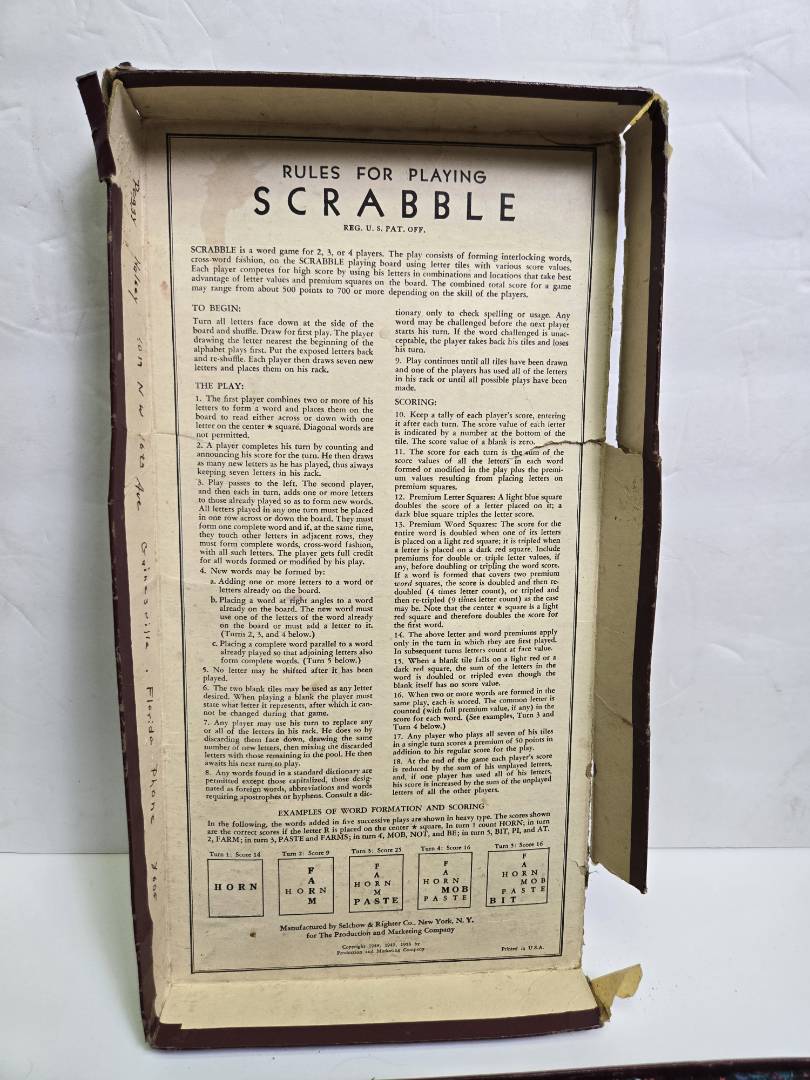 RULES FOR PLAYING
SCRABBLE
REG. U. S. PAT. OFF.
SCRABBLE is a word game for 2, 3, or 4 players. The play consists of forming interlocking words,
cross-word fashion, on the SCRABBLE playing board using letter tiles with various score values.
Each player competes for high score by using his letters in combinations and locations that take best
advantage of letter values and premium squares on the board. The combined total score for a game
may range from about 500 points to 700 or more depending on the skill of the players.
TO BEGIN:
Turn all letters face down at the side of the
board and shuffle. Draw for first play. The player
drawing the letter nearest the beginning of the
alphabet plays first. Put the exposed letters back
and re-shuffle. Each player then draws seven new
letters and places them on his rack.
THE PLAY:
1. The first player combines two or more of his
letters to form a word and places them on the
board to read either across or down with one
letter on the center ★ square. Diagonal words are
not permitted.
2. A player completes his turn by counting and
announcing his score for the turn. He then draws
as many new letters as he has played, thus always
keeping seven letters in his rack.
3. Play passes to the left. The second player,
and then each in turn, adds one or more letters
to those already played so as to form new words.
All letters played in any one turn must be placed
in one row across or down the board. They must
form one complete word and if, at the same time,
they touch other letters in adjacent rows, they
must form complete words, cross-word fashion,
with all such letters. The player gets full credit
for all words formed or modified by his play.
4. New words may be formed by:
a. Adding one or more letters to a word or
letters already on the board.
b. Placing a word at right angles to a word
already on the board. The new word must
use one of the letters of the word already
on the board or must add a letter to it.
(Turns 2, 3, and 4 below.)
c. Placing a complete word parallel to a word
already played so that adjoining letters also
form complete words. (Turn 5 below.)
5. No letter may be shifted after it has been
played.
6. The two blank tiles may be used as any letter
desired. When playing a blank the player must
state what letter it represents, after which it can-
not be changed during that game.
7. Any player may use his turn to replace any
or all of the letters in his rack. He does so by
discarding them face down, drawing the same
number of new letters, then mixing the discarded
letters with those remaining in the pool. He then
awaits his next turn to play.
8. Any words found in a standard dictionary are
permitted except those capitalized, those desig-
nated as foreign words, abbreviations and words
requiring apostrophes or hyphens. Consult a dic-
tionary only to check spelling or usage. Any
word may be challenged before the next player
starts his turn. If the word challenged is unac-
ceptable, the player takes back his tiles and loses
his turn.
9. Play continues until all tiles have been drawn
and one of the players has used all of the letters
in his rack or until all possible plays have been
made.
SCORING:
10. Keep a tally of each player's score, entering
it after each turn. The score value of each letter
is indicated by a number at the bottom of the
tile. The score value of a blank is zero.
11. The score for each turn is the sum of the
score values of all the letters in each word
formed or modified in the play plus the premi-
um values resulting from placing letters on
premium squares.
12. Premium Letter Squares: A light blue square
doubles the score of a letter placed on it; a
dark blue square triples the letter score.
13. Premium Word Squares: The score for the
entire word is doubled when one of its letters
is placed on a light red square; it is tripled when
a letter is placed on a dark red square. Include
premiums for double or triple letter values, if
any, before doubling or tripling the word score.
If a word is formed that covers two premium
word squares, the score is doubled and then re-
doubled (4 times letter count), or tripled and
then re-tripled (9 times letter count) as the case
may be. Note that the center ★ square is a light
red square and therefore doubles the score for
the first word.
14. The above letter and word premiums apply
only in the turn in which they are first played.
In subsequent turns letters count at face value.
15. When a blank tile falls on a light red or a
dark red square, the sum of the letters in the
word is doubled or tripled even though the
blank itself has no score value.
16. When two or more words are formed in the
same play, each is scored. The common letter is
counted (with full premium value, if any) in the
score for each word. (See examples, Turn 3 and
Turn 4 below.)
17. Any player who plays all seven of his tiles
in a single turn scores a premium of 50 points in
addition to his regular score for the play.
18. At the end of the game each player's score
is reduced by the sum of his unplayed letters,
and, if one player has used all of his letters,
his score is increased by the sum of the unplayed
letters of all the other players.
EXAMPLES OF WORD FORMATION AND SCORING
In the following, the words added in five successive plays are shown in heavy type. The scores shown
are the correct scores if the letter R is placed on the center ★ square. In turn 1 count HORN; in turn
2, FARM; in turn 3, PASTE and FARMS; in turn 4, MOB, NOT, and BE; in turn 5, BIT, PI, and AT.
Turn 1: Score 14
HORN
Turn 2: Score 9
F
A
HORN
M
Turn 3: Score 25
F
A
HORN
M
PASTE
Turn 4: Score 16
F
A
HORN
MOB
PASTE
Turn 5: Score 16
F
A
HORN
MOB
PASTE
BIT
Manufactured by Selchow & Righter Co., New York, N. Y.
for The Production and Marketing Company
Production and Marketing Company
Printed in U.S.A.
Gainesville, Florida Phone